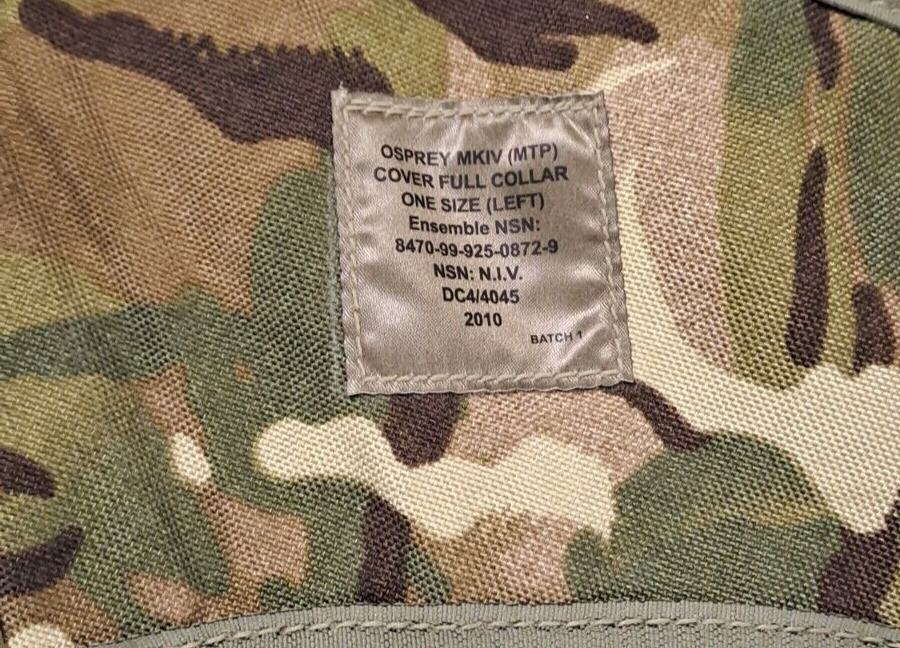 OSPREY MKIV (MTP)
COVER FULL COLLAR
ONE SIZE (LEFT)
Ensemble NSN:
8470-99-925-0872-9
NSN: N.I.V.
DC4/4045
2010
BATCH 1